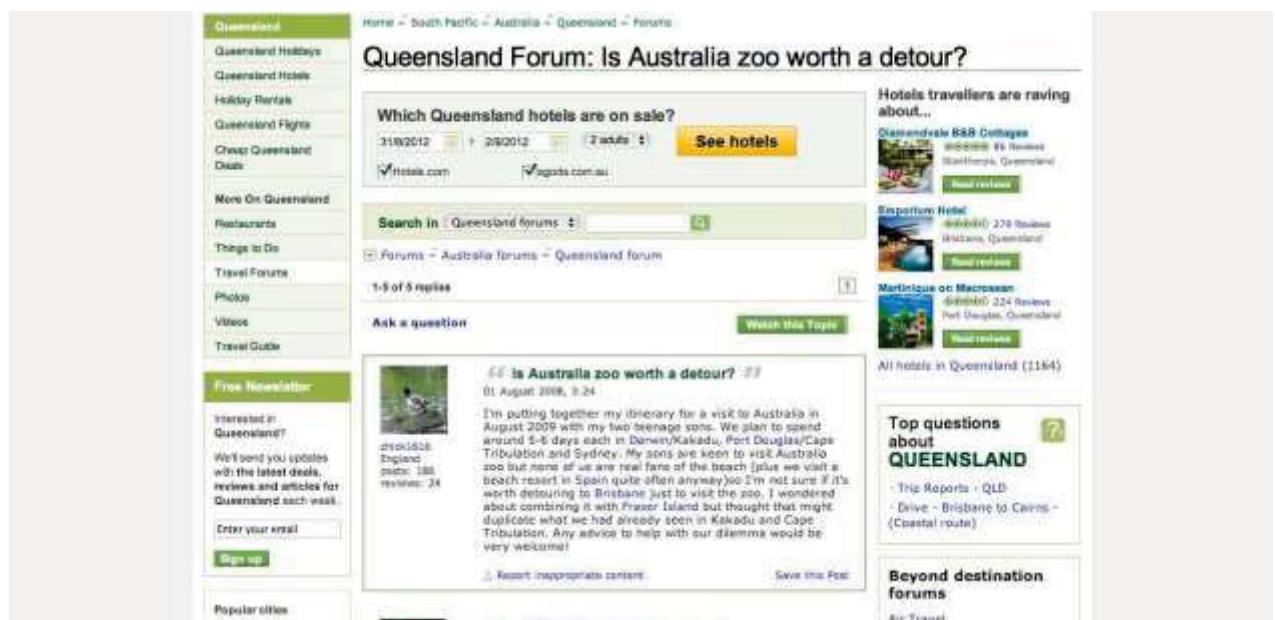 Home – South Pacific – Australia – Queensland – Forums
Queensland Forum: Is Australia zoo worth a detour?
Queensland
Queensland Holidays
Queensland Hotels
Holiday Rentals
Queensland Flights
Cheap Queensland
Deals
More On Queensland
Restaurants
Things to Do
Travel Forums
Photos
Videos
Travel Guide
Free Newsletter
Interested in
Queensland?
We'll send you updates
with the latest deals,
reviews and articles for
Queensland each week.
Enter your email
Sign up
Popular cities
Which Queensland hotels are on sale?
31/8/2012 2/9/2012 2 adults
See hotels
Hotels.com agoda.com.au
Search in Queensland forums
Forums – Australia forums – Queensland forum
1-5 of 5 replies 1
Ask a question Watch this Topic
Is Australia zoo worth a detour?
01 August 2008, 3:24
England
posts: 188
reviews: 24
I'm putting together my itinerary for a visit to Australia in
August 2009 with my two teenage sons. We plan to spend
around 5-6 days each in Darwin/Kakadu, Port Douglas/Cape
Tribulation and Sydney. My sons are keen to visit Australia
zoo but none of us are real fans of the beach (plus we visit a
beach resort in Spain quite often anyway)so I'm not sure if it's
worth detouring to Brisbane just to visit the zoo. I wondered
about combining it with Fraser Island but thought that might
duplicate what we had already seen in Kakadu and Cape
Tribulation. Any advice to help with our dilemma would be
very welcome!
Report inappropriate content Save this Post
Hotels travellers are raving
about...
Diamondvale B&B Cottages
86 Reviews
Stanthorpe, Queensland
Read reviews
Emporium Hotel
270 Reviews
Brisbane, Queensland
Read reviews
Martinique on Macrossan
224 Reviews
Port Douglas, Queensland
Read reviews
All hotels in Queensland (1164)
Top questions
about
QUEENSLAND
?
· Trip Reports - QLD
· Drive - Brisbane to Cairns -
(Coastal route)
Beyond destination
forums
Air Travel